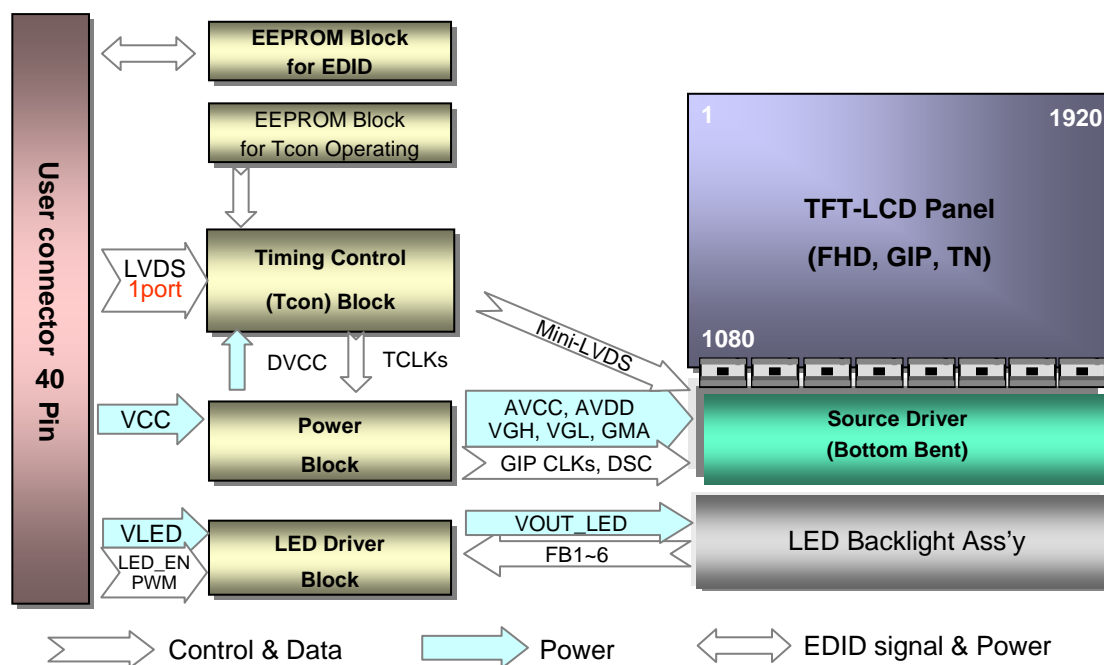 User connector 40 Pin
EEPROM Block
for EDID
EEPROM Block
for Tcon Operating
LVDS
1port
Timing Control
(Tcon) Block
DVCC
TCLKs
Mini-LVDS
VCC
Power
Block
AVCC, AVDD
VGH, VGL, GMA
GIP CLKs, DSC
VLED
LED_EN
PWM
LED Driver
Block
VOUT_LED
FB1~6
1
1920
TFT-LCD Panel
(FHD, GIP, TN)
1080
Source Driver
(Bottom Bent)
LED Backlight Ass'y
Control & Data
Power
EDID signal & Power